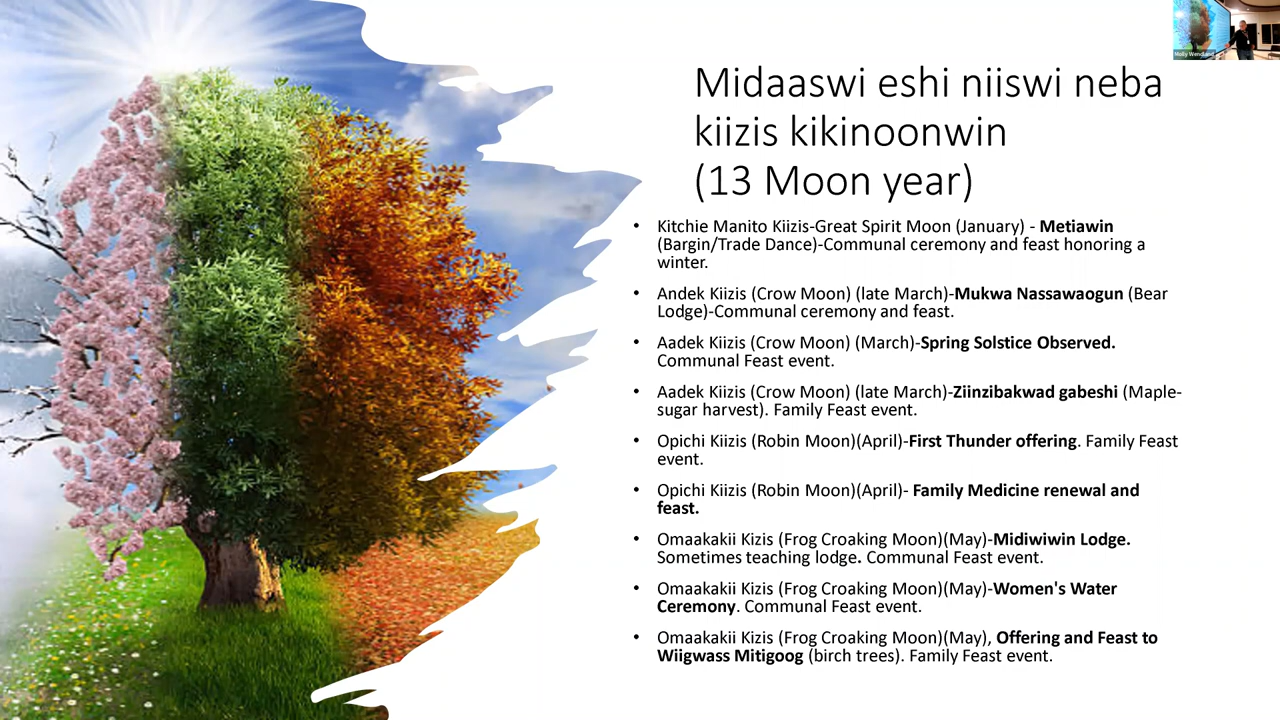 Midaaswi eshi niiswi neba
kiizis kikinoonwin
(13 Moon year)
• Kitchie Manito Kiizis-Great Spirit Moon (January) - Metiawin
(Bargin/Trade Dance)-Communal ceremony and feast honoring a
winter.
• Andek Kiizis (Crow Moon) (late March)-Mukwa Nassawaogun (Bear
Lodge)-Communal ceremony and feast.
• Aadek Kiizis (Crow Moon) (March)-Spring Solstice Observed.
Communal Feast event.
• Aadek Kiizis (Crow Moon) (late March)-Ziinzibakwad gabeshi (Maple-
sugar harvest). Family Feast event.
• Opichi Kiizis (Robin Moon)(April)-First Thunder offering. Family Feast
event.
• Opichi Kiizis (Robin Moon)(April)- Family Medicine renewal and
feast.
• Omaakakii Kizis (Frog Croaking Moon)(May)-Midiwiwin Lodge.
Sometimes teaching lodge. Communal Feast event.
• Omaakakii Kizis (Frog Croaking Moon)(May)-Women's Water
Ceremony. Communal Feast event.
• Omaakakii Kizis (Frog Croaking Moon)(May), Offering and Feast to
Wiigwass Mitigoog (birch trees). Family Feast event.